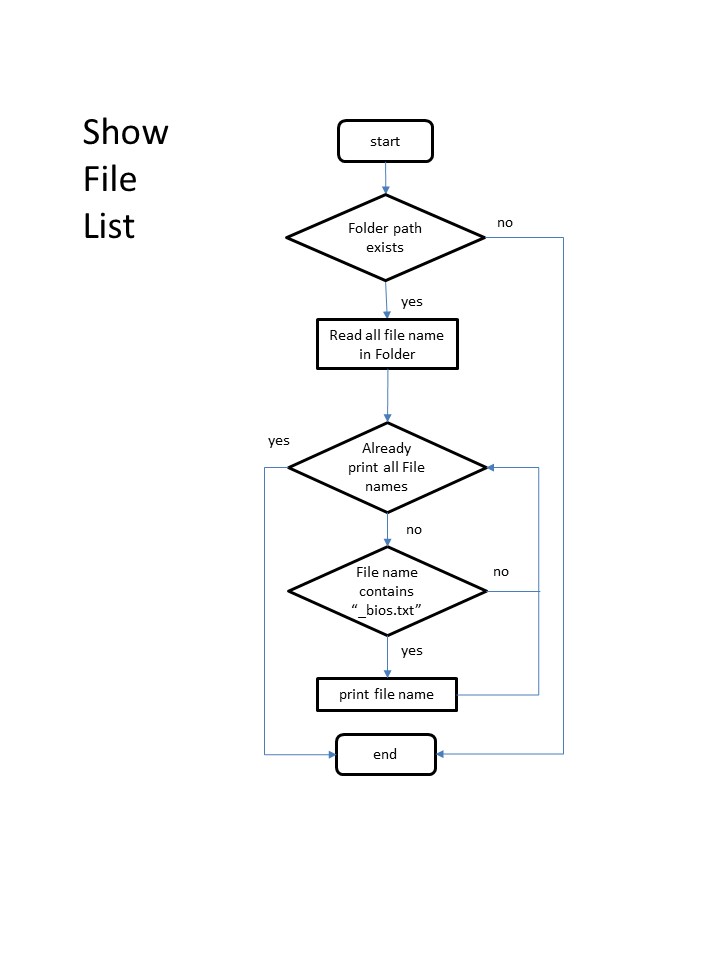 Show
File
List
start
Folder path
exists
no
yes
Read all file name
in Folder
yes
Already
print all File
names
no
File name
contains
“_bios.txt”
no
yes
print file name
end